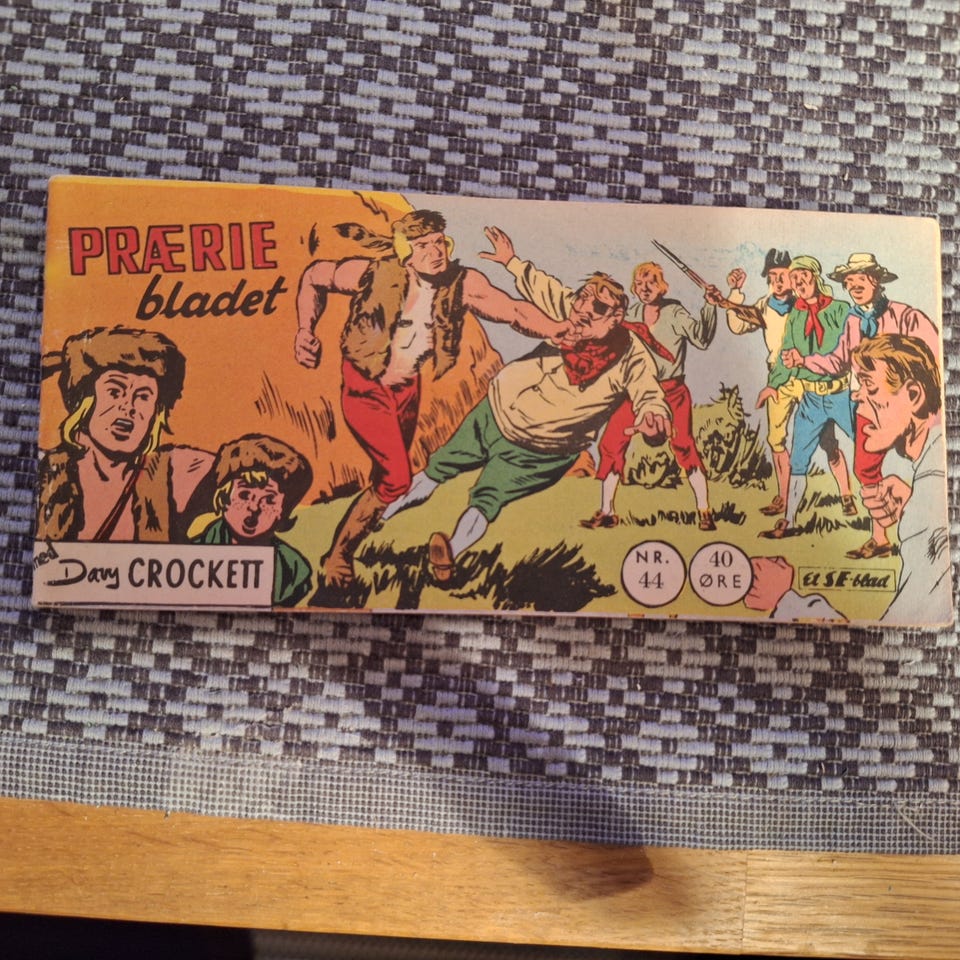 PRÆRIE
bladet
med
Davy CROCKETT
NR.
44
40
ØRE
Et SE-blad